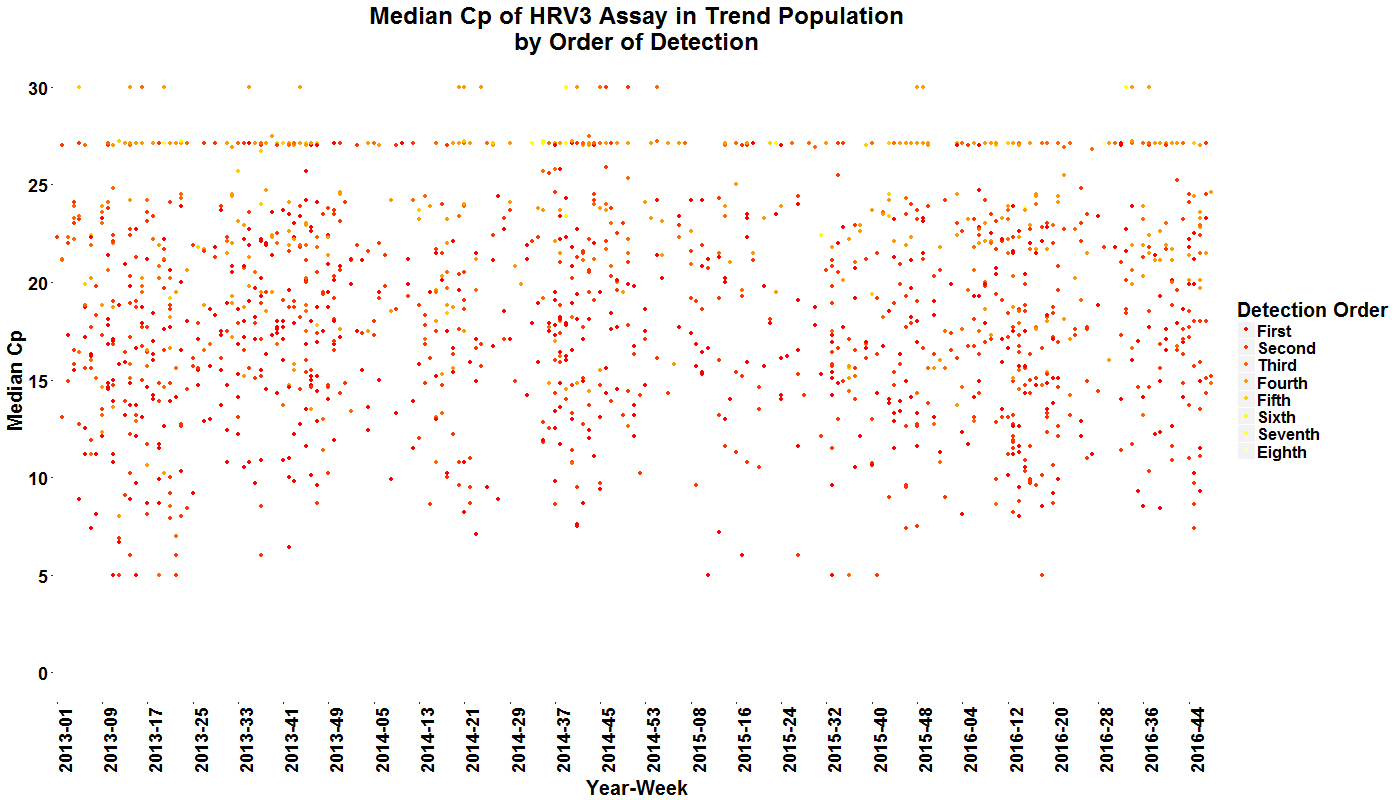 Median Cp of HRV3 Assay in Trend Population
by Order of Detection
30
25
20
15
10
5
0
Median Cp
2013-01
2013-09
2013-17
2013-25
2013-33
2013-41
2013-49
2014-05
2014-13
2014-21
2014-29
2014-37
2014-45
2014-53
2015-08
2015-16
2015-24
2015-32
2015-40
2015-48
2016-04
2016-12
2016-20
2016-28
2016-36
2016-44
Year-Week
Detection Order
First
Second
Third
Fourth
Fifth
Sixth
Seventh
Eighth